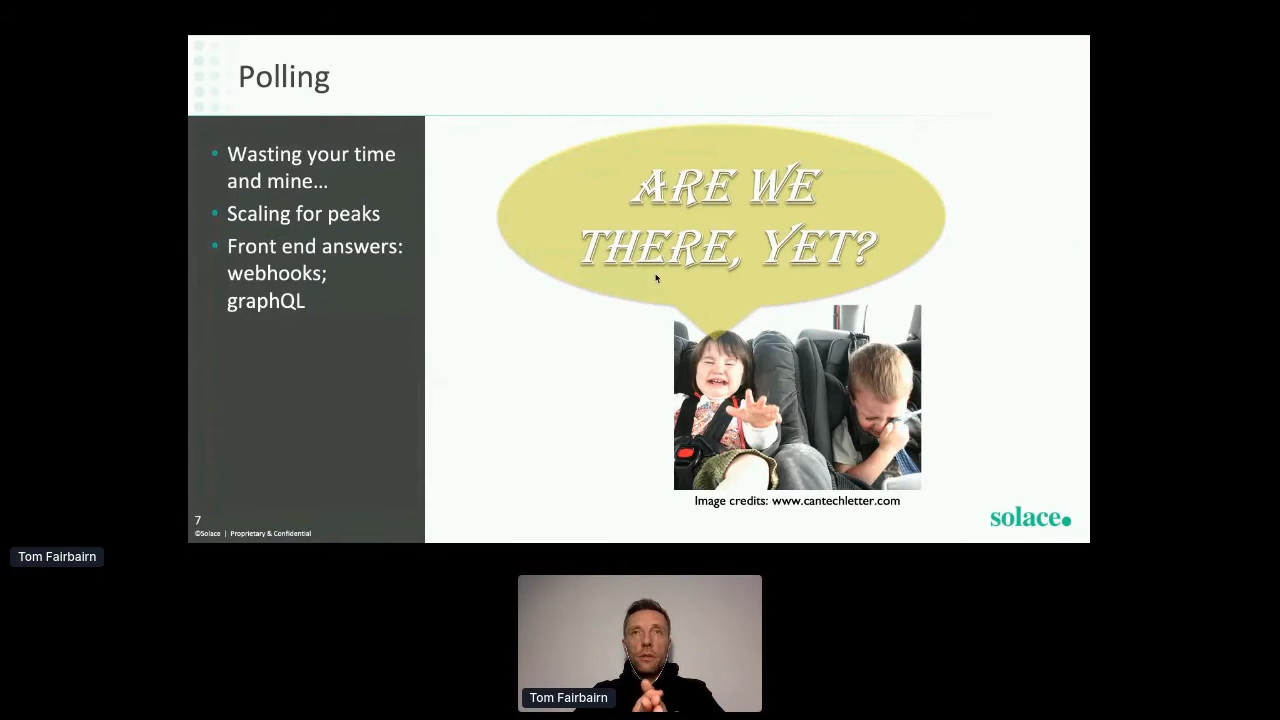 Polling
• Wasting your time
and mine...
• Scaling for peaks
• Front end answers:
webhooks;
graphQL
ARE WE
THERE, YET?
Image credits: www.cantechletter.com
7
©Solace | Proprietary & Confidential
solace.
Tom Fairbairn
Tom Fairbairn